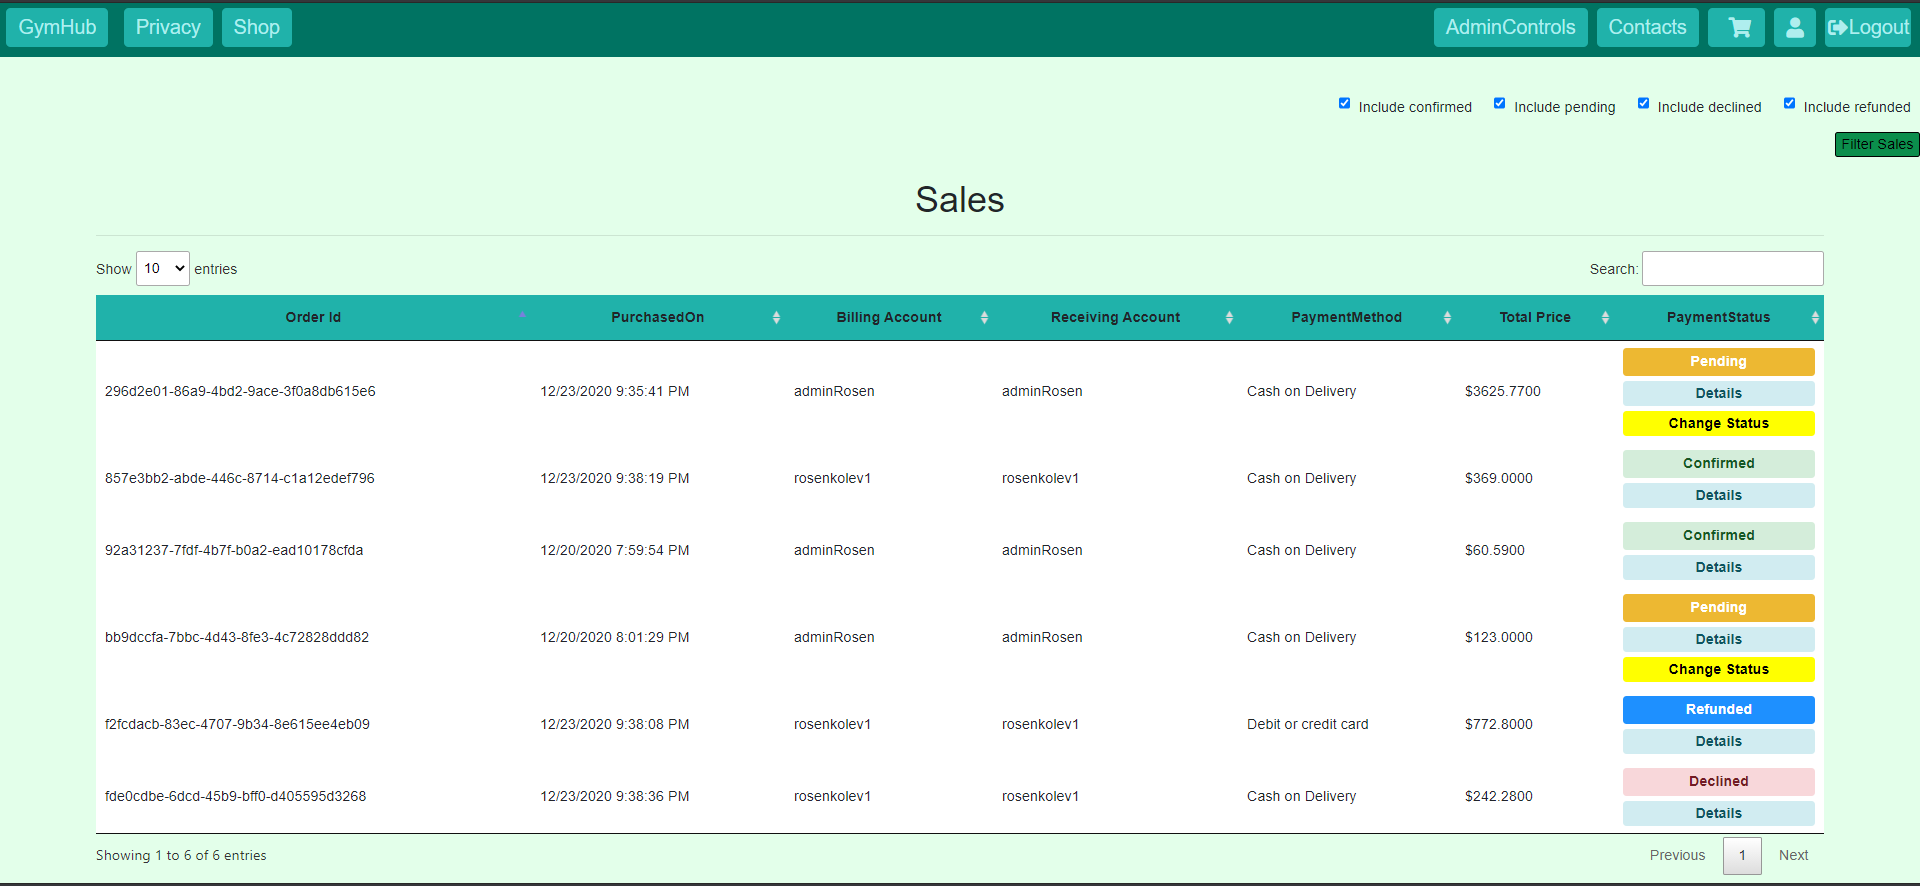 GymHub Privacy Shop AdminControls Contacts Logout
Include confirmed Include pending Include declined Include refunded
Filter Sales
Sales
Show 10 entries Search:
Order Id PurchasedOn Billing Account Receiving Account PaymentMethod Total Price PaymentStatus
Pending
296d2e01-86a9-4bd2-9ace-3f0a8db615e6 12/23/2020 9:35:41 PM adminRosen adminRosen Cash on Delivery $3625.7700
Details
Change Status
Confirmed
857e3bb2-abde-446c-8714-c1a12edef796 12/23/2020 9:38:19 PM rosenkolev1 rosenkolev1 Cash on Delivery $369.0000
Details
Confirmed
92a31237-7fdf-4b7f-b0a2-ead10178cfda 12/20/2020 7:59:54 PM adminRosen adminRosen Cash on Delivery $60.5900
Details
Pending
bb9dccfa-7bbc-4d43-8fe3-4c72828ddd82 12/20/2020 8:01:29 PM adminRosen adminRosen Cash on Delivery $123.0000
Details
Change Status
Refunded
f2fcdacb-83ec-4707-9b34-8e615ee4eb09 12/23/2020 9:38:08 PM rosenkolev1 rosenkolev1 Debit or credit card $772.8000
Details
Declined
fde0cdbe-6dcd-45b9-bff0-d405595d3268 12/23/2020 9:38:36 PM rosenkolev1 rosenkolev1 Cash on Delivery $242.2800
Details
Showing 1 to 6 of 6 entries Previous 1 Next